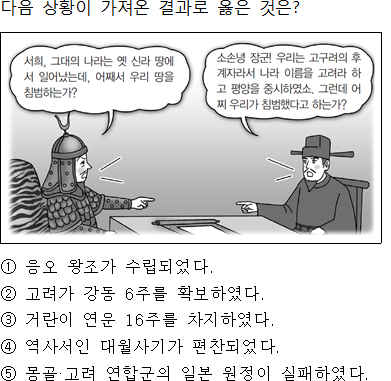 다음 상황이 가져온 결과로 옳은 것은?
서희, 그대의 나라는 옛 신라 땅에
서 일어났는데, 어째서 우리 땅을
침범하는가?
소손녕 장군! 우리는 고구려의 후
계자라서 나라 이름을 고려라 하
고 평양을 중시하였소, 그런데 어
찌 우리가 침범했다고 하는가?
① 응오 왕조가 수립되었다.
② 고려가 강동 6주를 확보하였다.
③ 거란이 연운 16주를 차지하였다.
④ 역사서인 대월사기가 편찬되었다.
⑤ 몽골·고려 연합군의 일본 원정이 실패하였다.